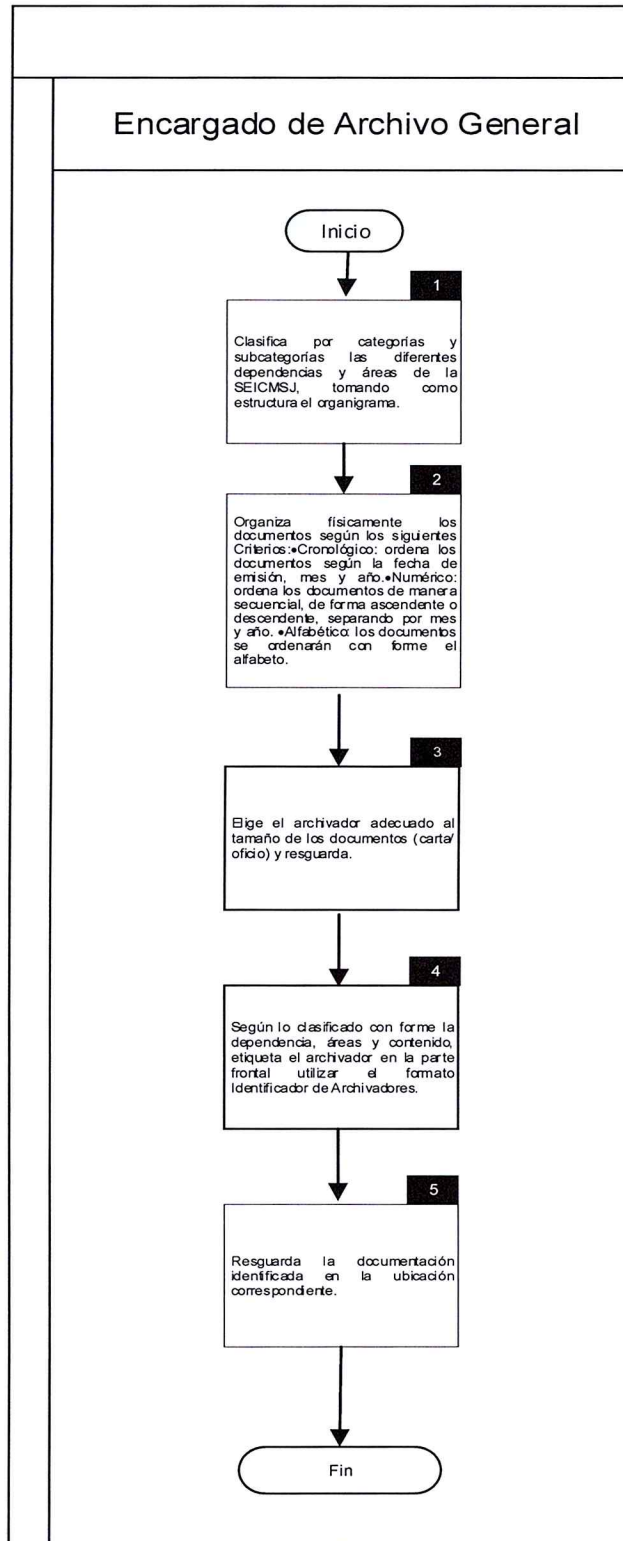 Encargado de Archivo General
Inicio
1
Clasifica por categorías y
subcategorías las diferentes
dependencias y áreas de la
SEICMSJ, tomando como
estructura el organigrama.
2
Organiza físicamente los
documentos según los siguientes
Criterios:•Cronológico: ordena los
documentos según la fecha de
emisión, mes y año.•Numérico:
ordena los documentos de manera
secuencial, de forma ascendente o
descendente, separando por mes
y año. •Alfabético: los documentos
se ordenarán con forme el
alfabeto.
3
Elige el archivador adecuado al
tamaño de los documentos (carta/
oficio) y resguarda.
4
Según lo clasificado con forme la
dependencia, áreas y contenido,
etiqueta el archivador en la parte
frontal utilizar el formato
Identificador de Archivadores.
5
Resguarda la documentación
identificada en la ubicación
correspondiente.
Fin